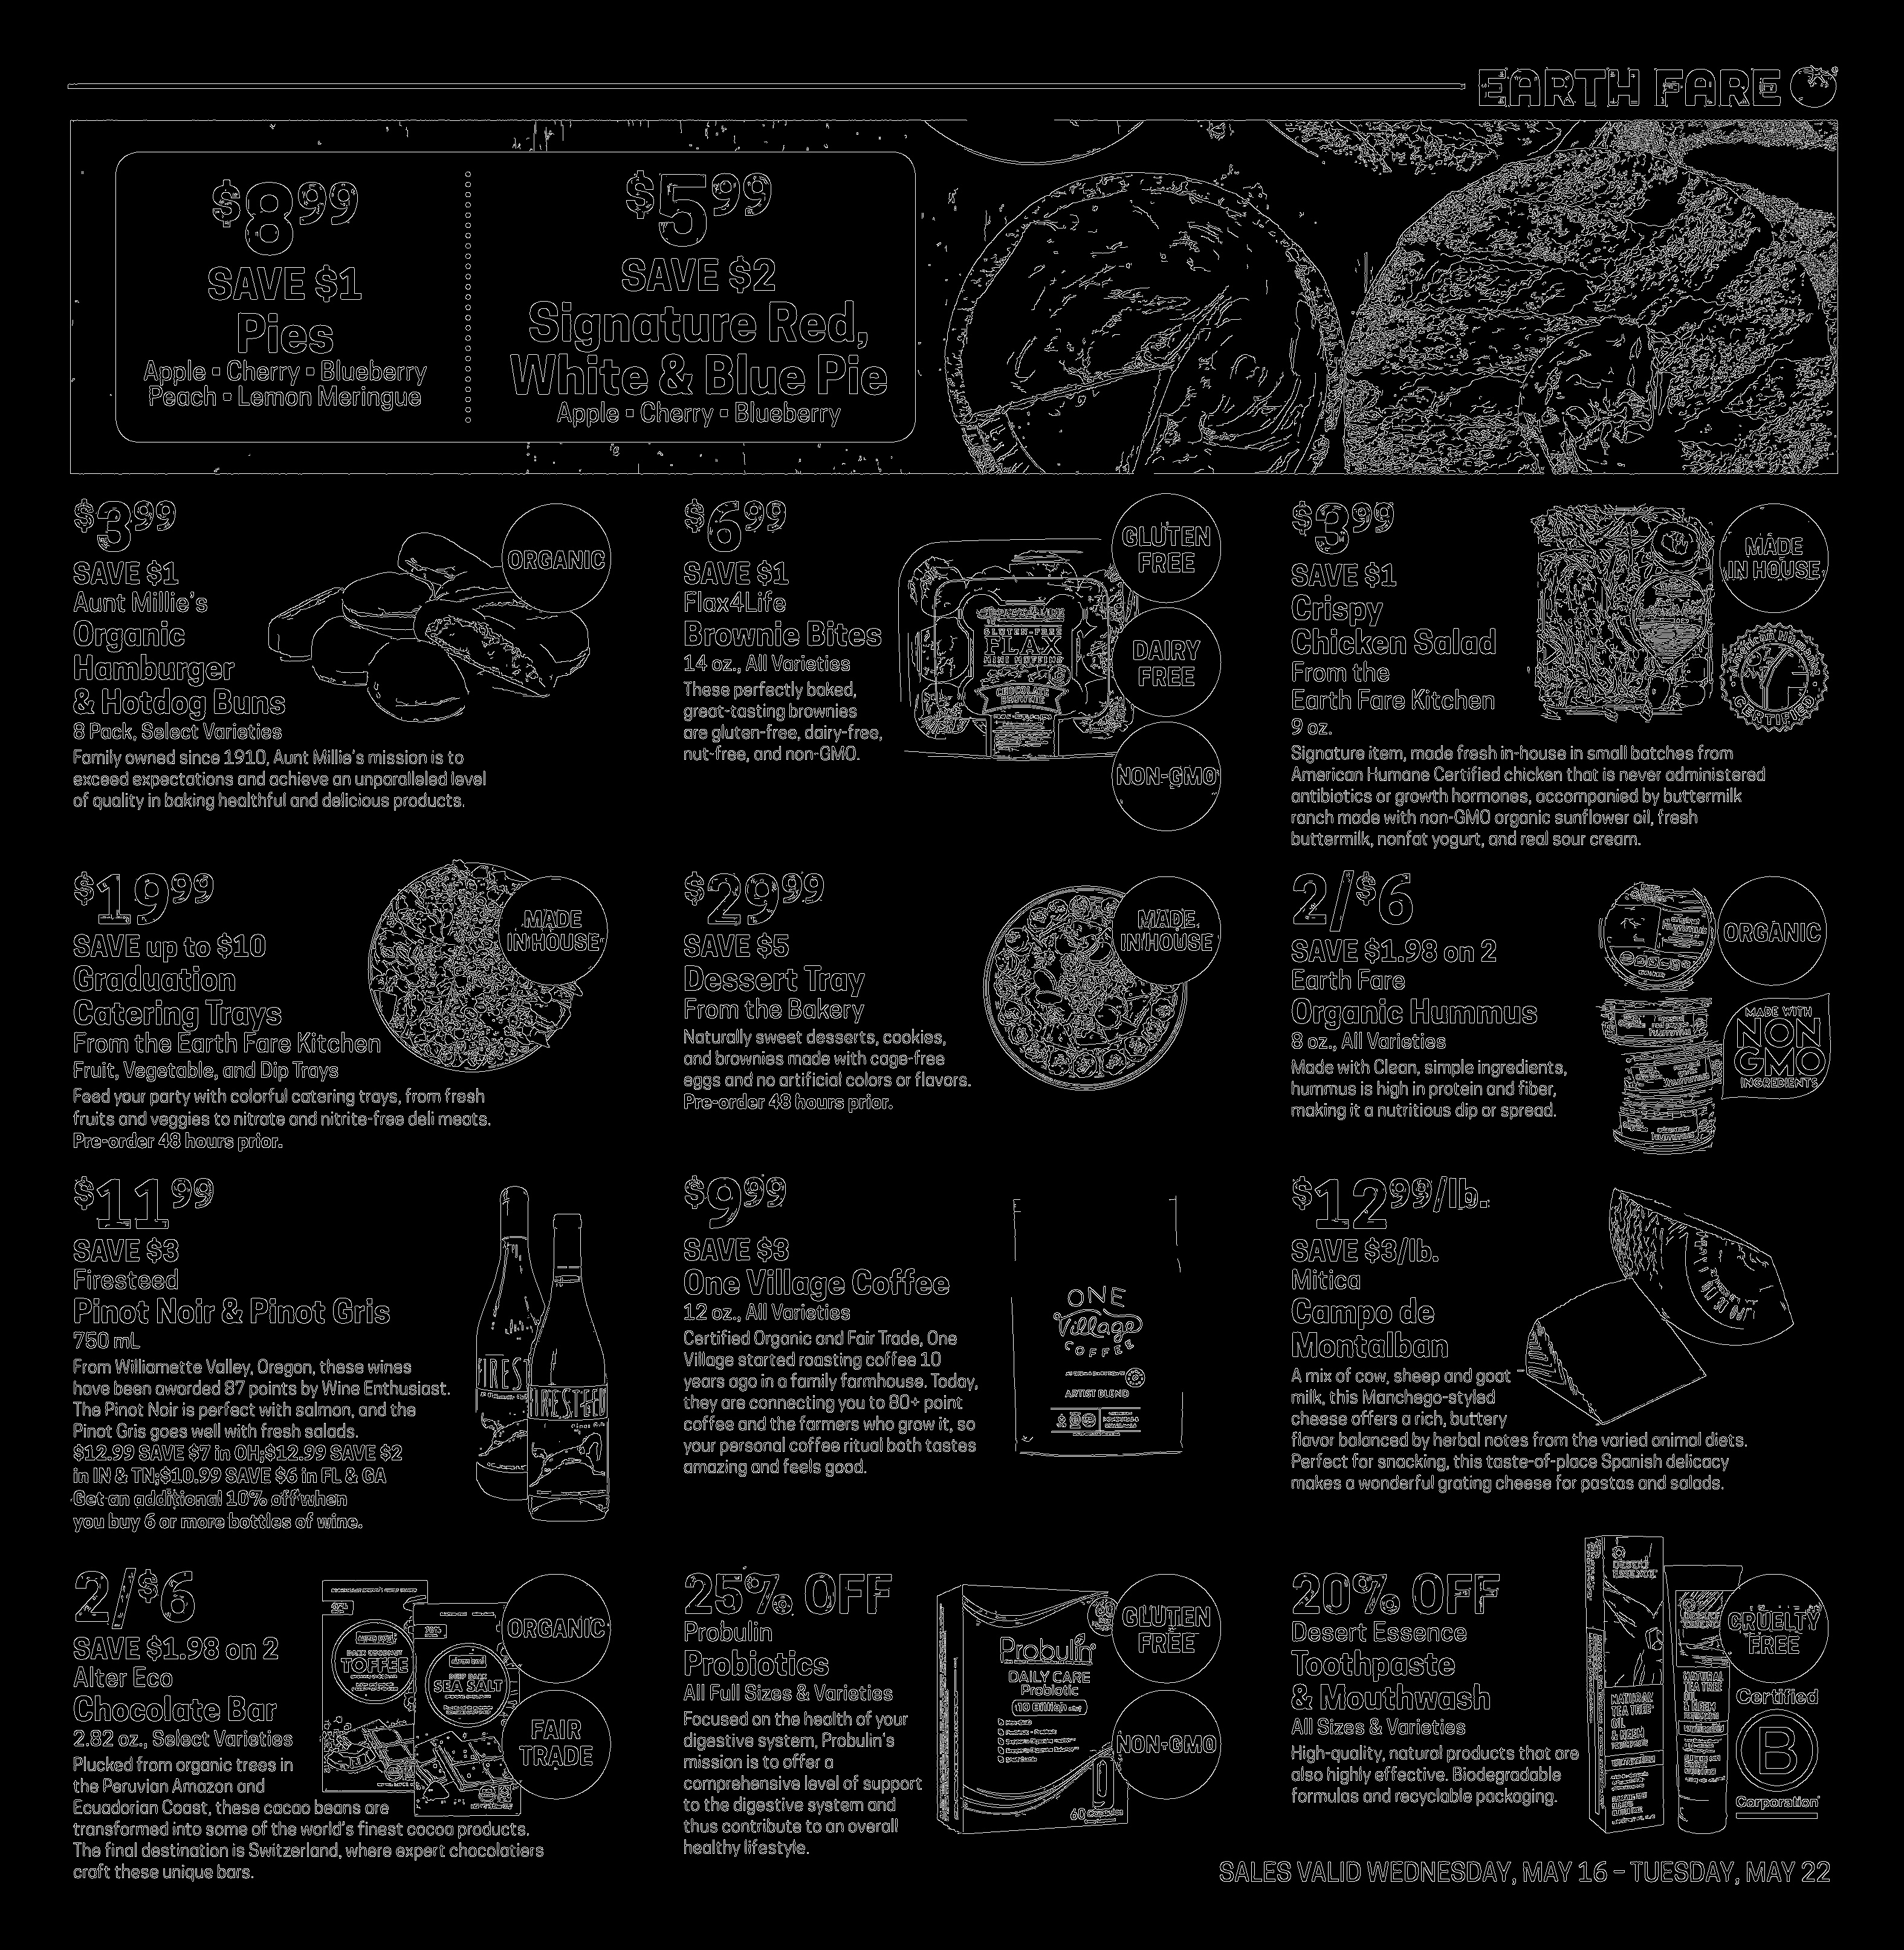 EARTH FARE
$8.99
SAVE $1
Pies
Apple • Cherry • Blueberry
Peach • Lemon Meringue
$5.99
SAVE $2
Signature Red,
White & Blue Pie
Apple • Cherry • Blueberry
$3.99
SAVE $1
Aunt Millie's
Organic
Hamburger
& Hotdog Buns
8 Pack, Select Varieties
Family owned since 1910, Aunt Millie's mission is to
exceed expectations and achieve an unparalleled level
of quality in baking healthful and delicious products.
ORGANIC
$6.99
SAVE $1
Flax4Life
Brownie Bites
14 oz., All Varieties
These perfectly baked,
great-tasting brownies
are gluten-free, dairy-free,
nut-free, and non-GMO.
GLUTEN-FREE
FLAX
MINI MUFFINS
CHOCOLATE
BROWNIE
GLUTEN
FREE
DAIRY
FREE
NON-GMO
$3.99
SAVE $1
Crispy
Chicken Salad
From the
Earth Fare Kitchen
9 oz.
Signature item, made fresh in-house in small batches from
American Humane Certified chicken that is never administered
antibiotics or growth hormones, accompanied by buttermilk
ranch made with non-GMO organic sunflower oil, fresh
buttermilk, nonfat yogurt, and real sour cream.
MADE
IN HOUSE
CERTIFIED
$19.99
SAVE up to $10
Graduation
Catering Trays
From the Earth Fare Kitchen
Fruit, Vegetable, and Dip Trays
Feed your party with colorful catering trays, from fresh
fruits and veggies to nitrate and nitrite-free deli meats.
Pre-order 48 hours prior.
MADE
IN HOUSE
$29.99
SAVE $5
Dessert Tray
From the Bakery
Naturally sweet desserts, cookies,
and brownies made with cage-free
eggs and no artificial colors or flavors.
Pre-order 48 hours prior.
MADE
IN HOUSE
2/$6
SAVE $1.98 on 2
Earth Fare
Organic Hummus
8 oz., All Varieties
Made with Clean, simple ingredients,
hummus is high in protein and fiber,
making it a nutritious dip or spread.
ORGANIC
MADE WITH
NON
GMO
INGREDIENTS
$11.99
SAVE $3
Firesteed
Pinot Noir & Pinot Gris
750 mL
From Willamette Valley, Oregon, these wines
have been awarded 87 points by Wine Enthusiast.
The Pinot Noir is perfect with salmon, and the
Pinot Gris goes well with fresh salads.
$12.99 SAVE $7 in OH;$12.99 SAVE $2
in IN & TN;$10.99 SAVE $6 in FL & GA
Get an additional 10% off when
you buy 6 or more bottles of wine.
FIREST
FIRESTEED
$9.99
SAVE $3
One Village Coffee
12 oz., All Varieties
Certified Organic and Fair Trade, One
Village started roasting coffee 10
years ago in a family farmhouse. Today,
they are connecting you to 80+ point
coffee and the farmers who grow it, so
your personal coffee ritual both tastes
amazing and feels good.
ONE
Village
COFFEE
ARTIST BLEND
$12.99/lb.
SAVE $3/lb.
Mitica
Campo de
Montalban
A mix of cow, sheep and goat
milk, this Manchego-styled
cheese offers a rich, buttery
flavor balanced by herbal notes from the varied animal diets.
Perfect for snacking, this taste-of-place Spanish delicacy
makes a wonderful grating cheese for pastas and salads.
2/$6
SAVE $1.98 on 2
Alter Eco
Chocolate Bar
2.82 oz., Select Varieties
Plucked from organic trees in
the Peruvian Amazon and
Ecuadorian Coast, these cacao beans are
transformed into some of the world's finest cocoa products.
The final destination is Switzerland, where expert chocolatiers
craft these unique bars.
TOFFEE
DEEP DARK
SEA SALT
ORGANIC
FAIR
TRADE
25% OFF
Probulin
Probiotics
All Full Sizes & Varieties
Focused on the health of your
digestive system, Probulin's
mission is to offer a
comprehensive level of support
to the digestive system and
thus contribute to an overall
healthy lifestyle.
Probulin
DAILY CARE
Probiotic
10 Billion
60 Capsules
GLUTEN
FREE
NON-GMO
20% OFF
Desert Essence
Toothpaste
& Mouthwash
All Sizes & Varieties
High-quality, natural products that are
also highly effective. Biodegradable
formulas and recyclable packaging.
DESERT
ESSENCE
NATURAL
TEA TREE
OIL
& NEEM
NATURAL
TEA TREE
OIL
& NEEM
CRUELTY
FREE
Certified
B
Corporation
SALES VALID WEDNESDAY, MAY 16 – TUESDAY, MAY 22